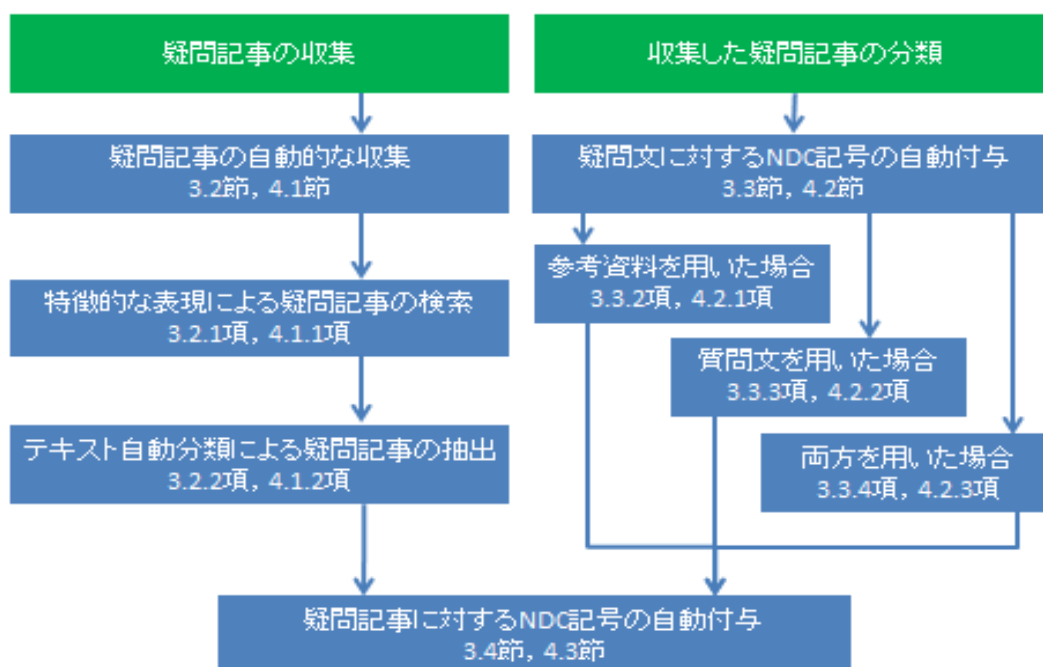 疑問記事の収集
疑問記事の自動的な収集
3.2節, 4.1節
特徴的な表現による疑問記事の検索
3.2.1項, 4.1.1項
テキスト自動分類による疑問記事の抽出
3.2.2項, 4.1.2項
収集した疑問記事の分類
疑問文に対するNDC記号の自動付与
3.3節, 4.2節
参考資料を用いた場合
3.3.2項, 4.2.1項
質問文を用いた場合
3.3.3項, 4.2.2項
両方を用いた場合
3.3.4項, 4.2.3項
疑問記事に対するNDC記号の自動付与
3.4節, 4.3節